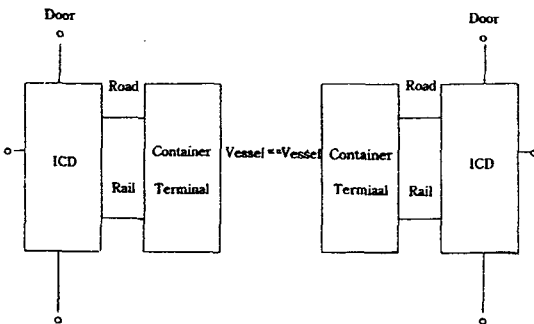 Door
Door
Road
Road
ICD
Container
Vessel
Vessel
Container
ICD
Rail
Terminal
Termiaal
Rail